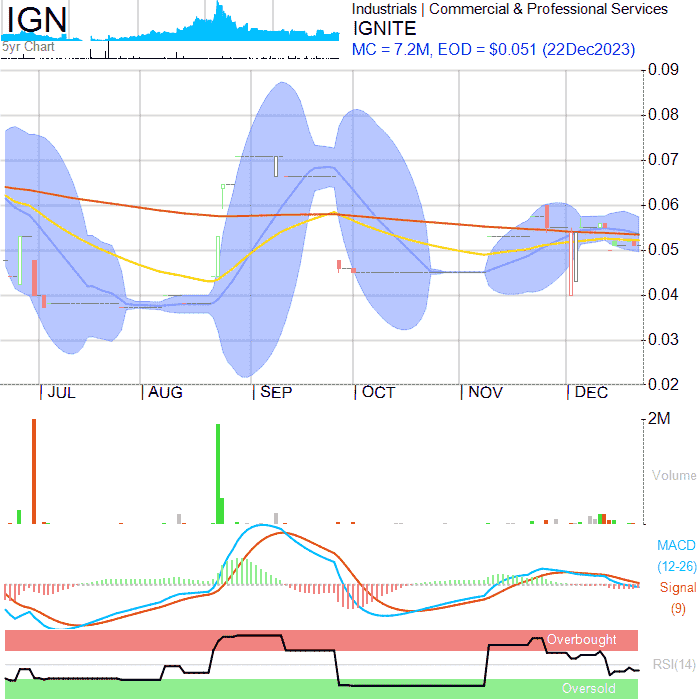 IGN
5yr Chart
Industrials | Commercial & Professional Services
IGNITE
MC = 7.2M, EOD = $0.051 (22Dec2023)
0.09
0.08
0.07
0.06
0.05
0.04
0.03
0.02
JUL
AUG
SEP
OCT
NOV
DEC
2M
Volume
MACD
(12-26)
Signal
(9)
Overbought
RSI(14)
Oversold